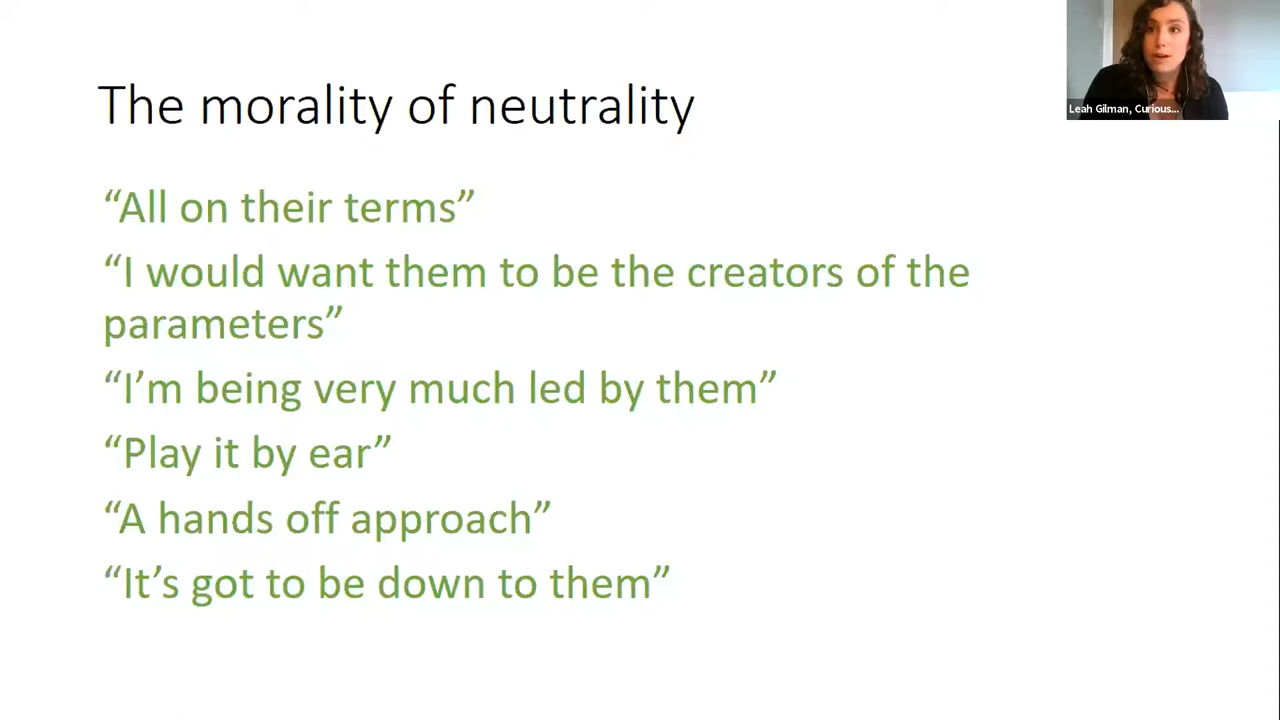 The morality of neutrality
Leah Gilman, Curious...
“All on their terms”
“I would want them to be the creators of the
parameters”
“I’m being very much led by them”
“Play it by ear”
“A hands off approach”
“It’s got to be down to them”